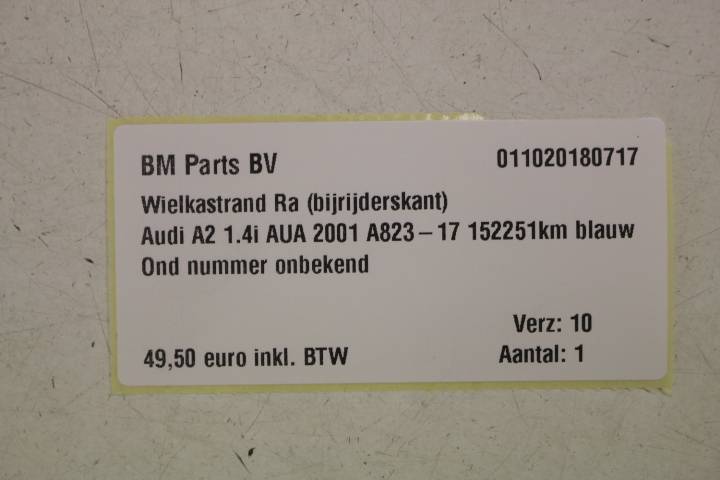 BM Parts BV 011020180717
Wielkastrand Ra (bijrijderskant)
Audi A2 1.4i AUA 2001 A823-17 152251km blauw
Ond nummer onbekend
Verz: 10
49,50 euro inkl. BTW Aantal: 1